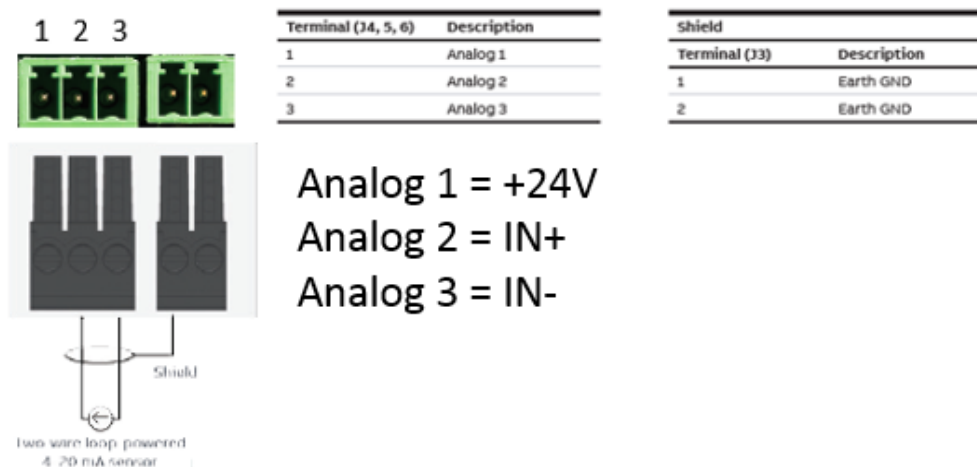 1 2 3
Terminal (J4, 5, 6) Description
1 Analog 1
2 Analog 2
3 Analog 3
Shield
Terminal (J3) Description
1 Earth GND
2 Earth GND
Analog 1 = +24V
Analog 2 = IN+
Analog 3 = IN-
Shield
Two wire loop powered
4 20 mA sensor